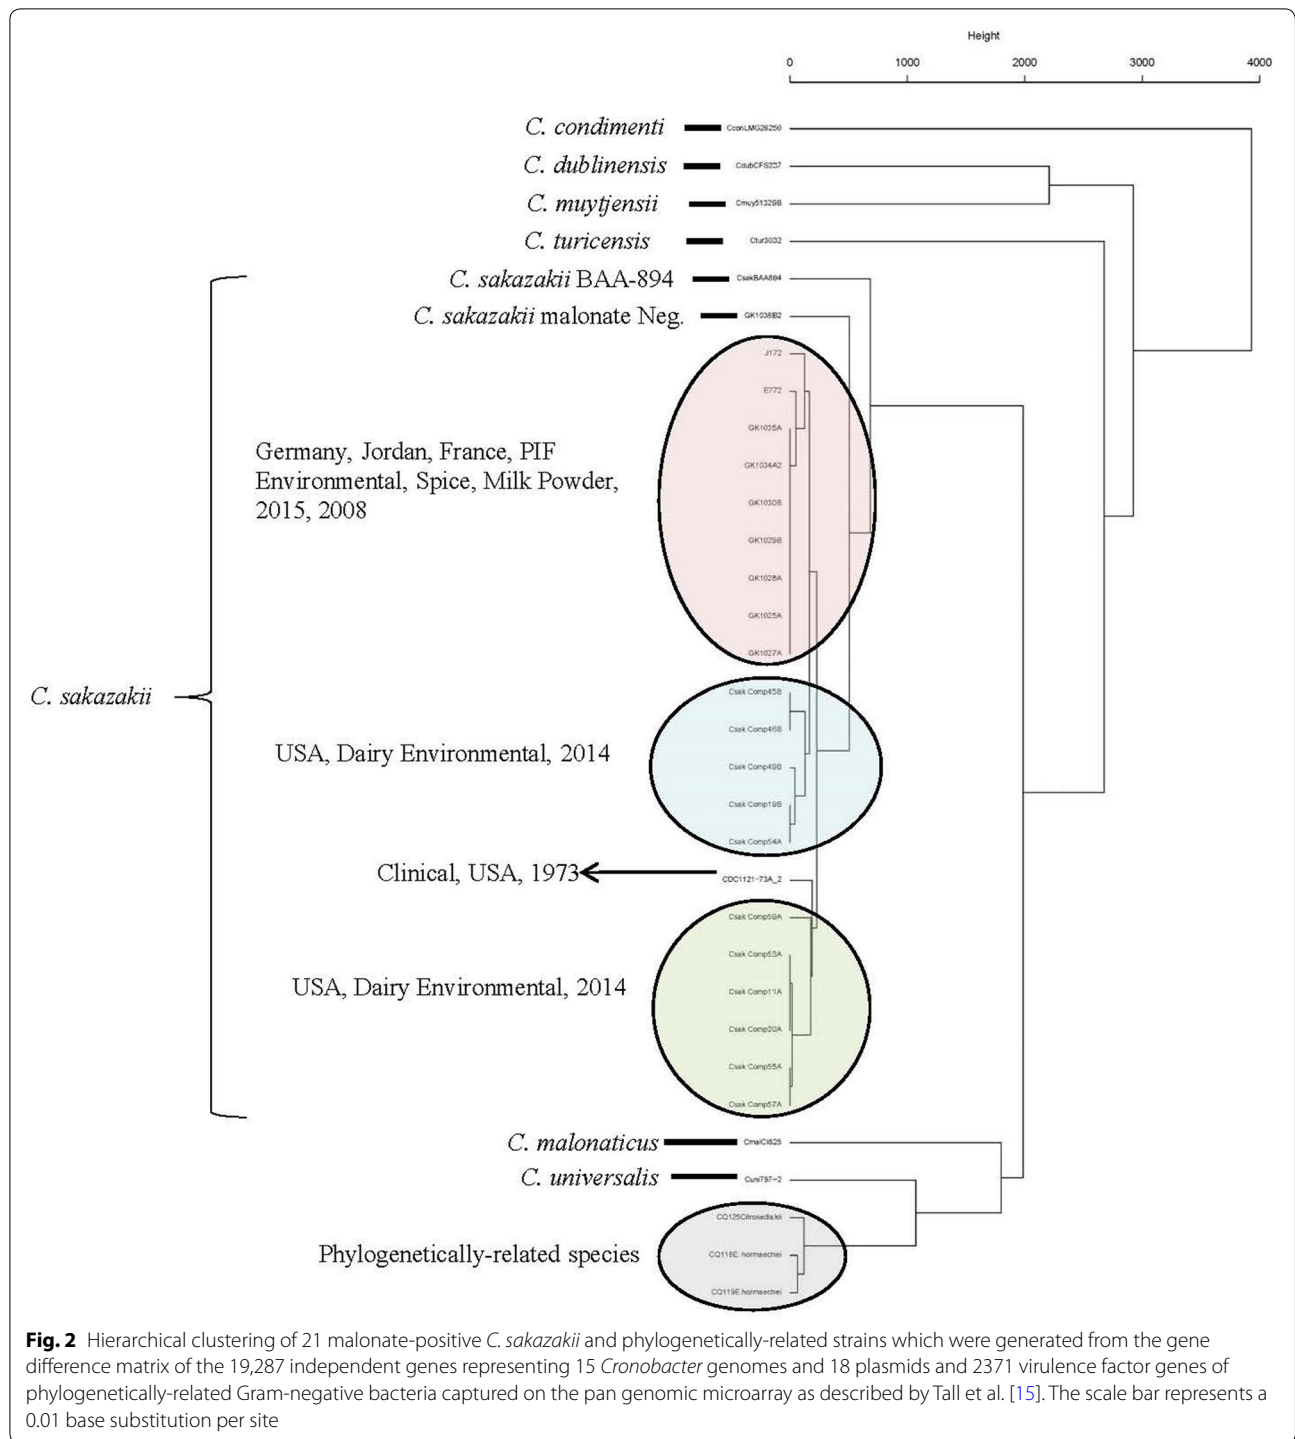 Height
0 1000 2000 3000 4000
C. condimenti CconLMG26250
C. dublinensis CdubCFS237
C. muytjensii Cmuy51329B
C. turicensis Ctur3032
C. sakazakii BAA-894 CsakBAA894
C. sakazakii malonate Neg. GK1036B2
J172
E772
GK1035A
Germany, Jordan, France, PIF
Environmental, Spice, Milk Powder,
2015, 2008
GK1034A2
GK1030B
GK1029B
GK1028A
GK1025A
GK1027A
C. sakazakii
Csak Comp45B
Csak Comp46B
USA, Dairy Environmental, 2014
Csak Comp49B
Csak Comp19B
Csak Comp54A
Clinical, USA, 1973
CDC1121-73A_2
Csak Comp59A
Csak Comp53A
USA, Dairy Environmental, 2014
Csak Comp11A
Csak Comp20A
Csak Comp55A
Csak Comp57A
C. malonaticus CmalCI825
C. universalis Cuni797-2
CQ125Citrosedlakii
Phylogenetically-related species CQ118E. hormaechei
CQ119E.hormaechei
Fig. 2 Hierarchical clustering of 21 malonate-positive C. sakazakii and phylogenetically-related strains which were generated from the gene
difference matrix of the 19,287 independent genes representing 15 Cronobacter genomes and 18 plasmids and 2371 virulence factor genes of
phylogenetically-related Gram-negative bacteria captured on the pan genomic microarray as described by Tall et al. [15]. The scale bar represents a
0.01 base substitution per site